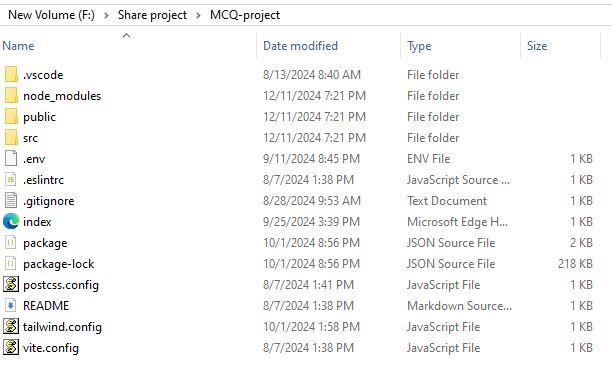 New Volume (F:) > Share project > MCQ-project
Name Date modified Type Size
.vscode 8/13/2024 8:40 AM File folder
node_modules 12/11/2024 7:21 PM File folder
public 12/11/2024 7:21 PM File folder
src 12/11/2024 7:21 PM File folder
.env 9/11/2024 8:45 PM ENV File 1 KB
.eslintrc 8/7/2024 1:38 PM JavaScript Source ... 1 KB
.gitignore 8/28/2024 9:53 AM Text Document 1 KB
index 9/25/2024 3:39 PM Microsoft Edge H... 1 KB
package 10/1/2024 8:56 PM JSON Source File 2 KB
package-lock 10/1/2024 8:56 PM JSON Source File 218 KB
postcss.config 8/7/2024 1:41 PM JavaScript File 1 KB
README 8/7/2024 1:38 PM Markdown Source... 1 KB
tailwind.config 10/1/2024 1:58 PM JavaScript File 1 KB
vite.config 8/7/2024 1:38 PM JavaScript File 1 KB